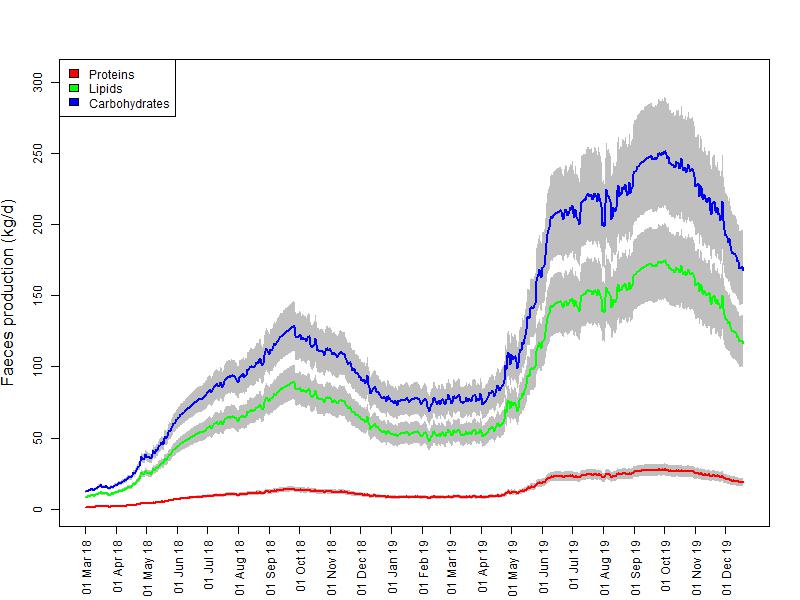 Proteins
Lipids
Carbohydrates
Faeces production (kg/d)
300
250
200
150
100
50
0
01 Mar 18
01 Apr 18
01 May 18
01 Jun 18
01 Jul 18
01 Aug 18
01 Sep 18
01 Oct 18
01 Nov 18
01 Dec 18
01 Jan 19
01 Feb 19
01 Mar 19
01 Apr 19
01 May 19
01 Jun 19
01 Jul 19
01 Aug 19
01 Sep 19
01 Oct 19
01 Nov 19
01 Dec 19